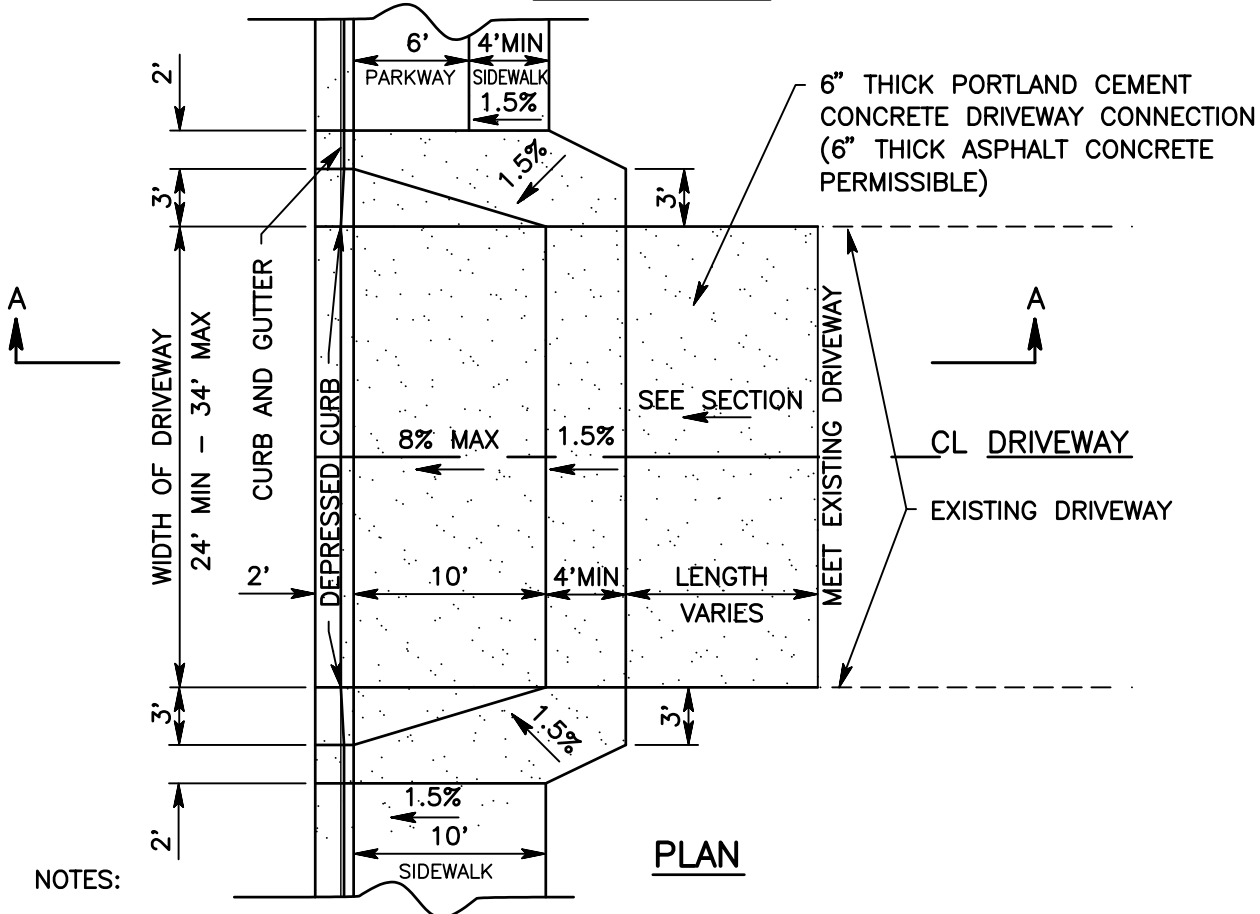 6' 4'MIN
PARKWAY SIDEWALK
1.5%
2'
6" THICK PORTLAND CEMENT
CONCRETE DRIVEWAY CONNECTION
(6" THICK ASPHALT CONCRETE
PERMISSIBLE)
1.5%
3'
3'
A
A
WIDTH OF DRIVEWAY
24' MIN – 34' MAX
CURB AND GUTTER
DEPRESSED CURB
MEET EXISTING DRIVEWAY
SEE SECTION
8% MAX
1.5%
CL DRIVEWAY
EXISTING DRIVEWAY
2'
10'
4'MIN
LENGTH
VARIES
3'
1.5%
3'
1.5%
2'
10'
SIDEWALK
PLAN
NOTES: